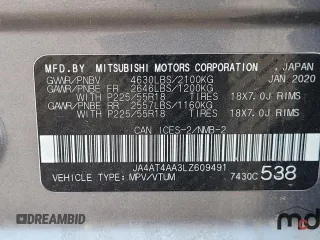 MFD.BY MITSUBISHI MOTORS CORPORATION JAPAN
GWVR/PNBV 4630LBS/2100KG JAN.2020
GAWR/PNBE FR 2646LBS/1200KG
WITH P225/55R18 TIRES 18X7.0J RIMS
GAWR/PNBE RR 2557LBS/1160KG
WITH P225/55R18 TIRES 18X7.0J RIMS
CAN ICES-2/NMB-2
JA4AT4AA3LZ609491
VEHICLE TYPE:MPV/VTUM 7430C 538
DREAMBID md